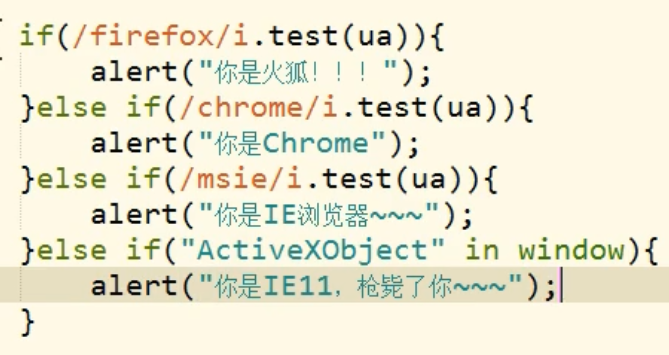 if(/firefox/i.test(ua)){
    alert("你是火狐！！！");
}else if(/chrome/i.test(ua)){
    alert("你是Chrome");
}else if(/msie/i.test(ua)){
    alert("你是IE浏览器~~~");
}else if("ActiveXObject" in window){
    alert("你是IE11，枪毙了你~~~");
}